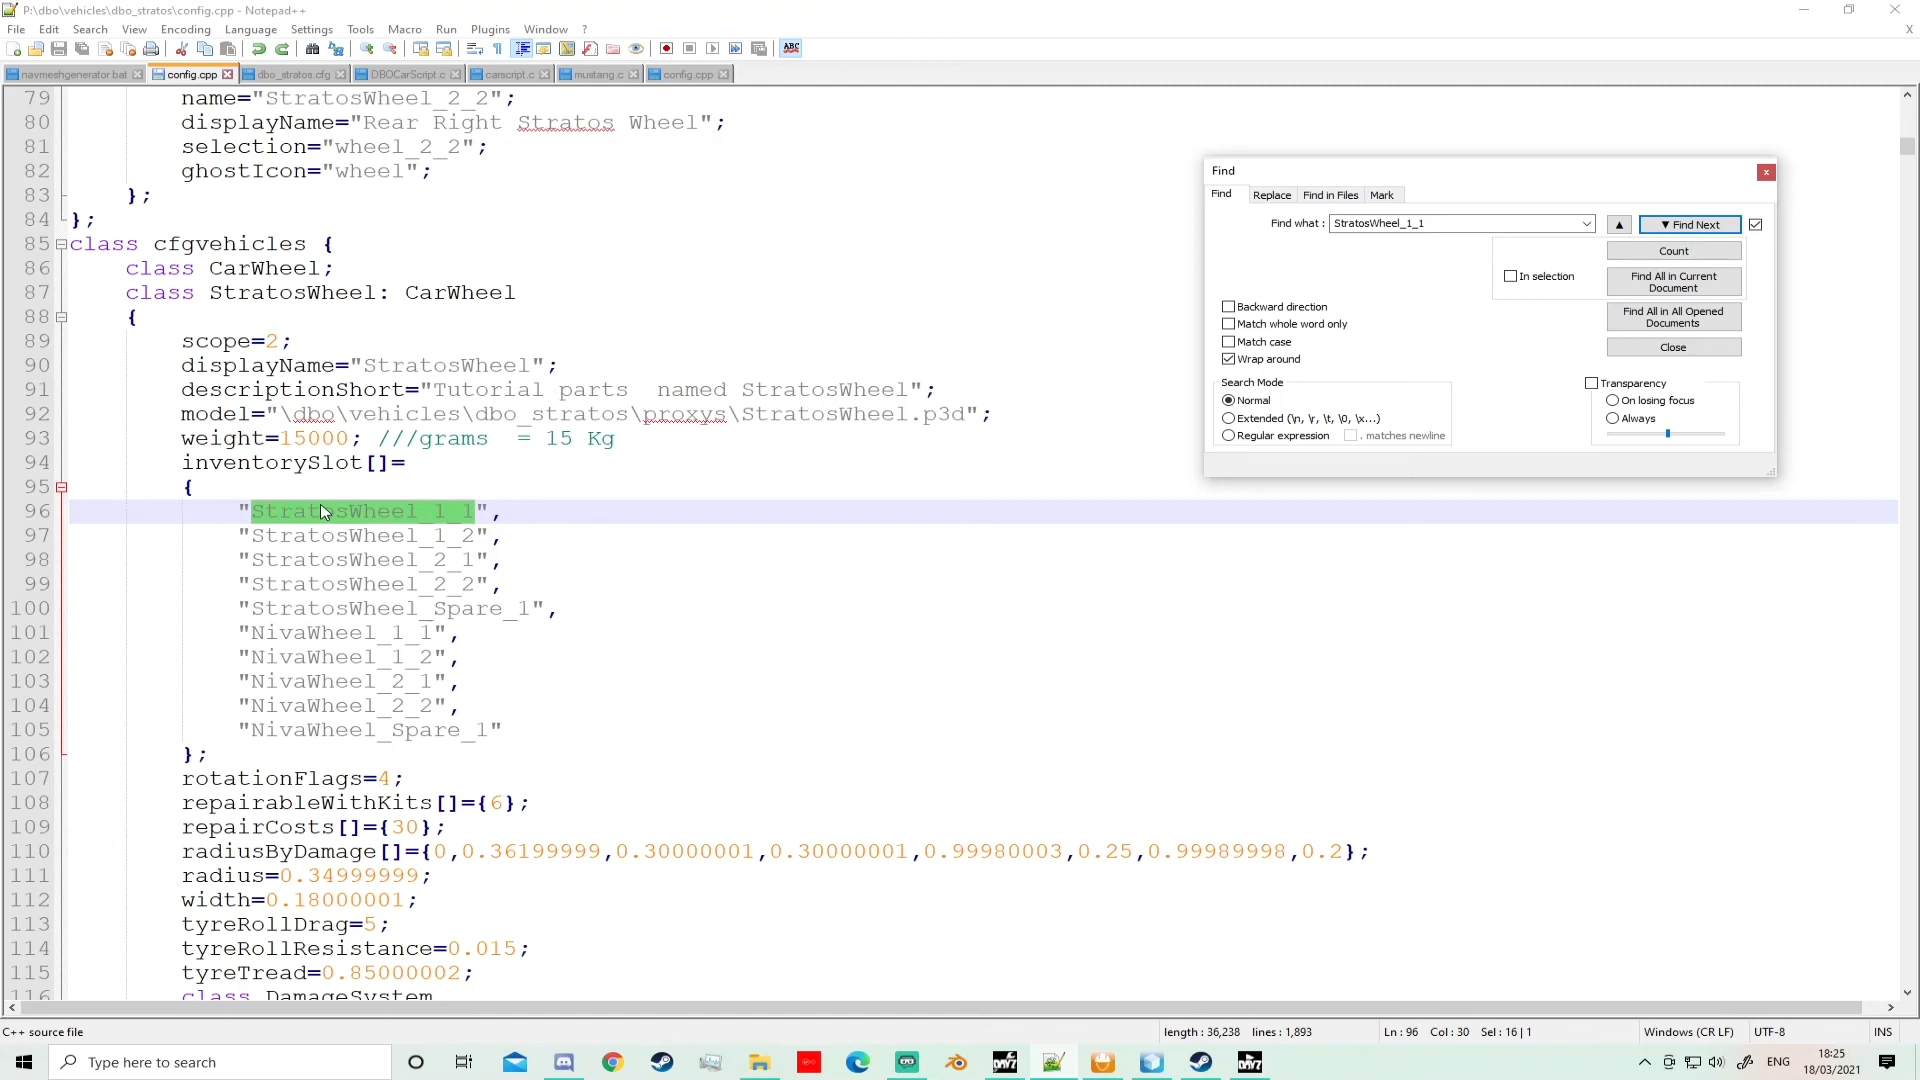 P:\dbo\vehicles\dbo_stratos\config.cpp - Notepad++
File Edit Search View Encoding Language Settings Tools Macro Run Plugins Window ? X
ABC
navmeshgenerator.bat config.cpp dbo_stratos.cfg DBOCarScript.c carscript.c mustang.c config.cpp
79 name="StratosWheel_2_2";
80 displayName="Rear Right Stratos Wheel";
81 selection="wheel_2_2";
82 ghostIcon="wheel";
83 };
84 };
85 class cfgvehicles {
86 class CarWheel;
87 class StratosWheel: CarWheel
88 {
89 scope=2;
90 displayName="StratosWheel";
91 descriptionShort="Tutorial parts  named StratosWheel";
92 model="\dbo\vehicles\dbo_stratos\proxys\StratosWheel.p3d";
93 weight=15000; ///grams  = 15 Kg
94 inventorySlot[]=
95 {
96 "StratosWheel_1_1",
97 "StratosWheel_1_2",
98 "StratosWheel_2_1",
99 "StratosWheel_2_2",
100 "StratosWheel_Spare_1",
101 "NivaWheel_1_1",
102 "NivaWheel_1_2",
103 "NivaWheel_2_1",
104 "NivaWheel_2_2",
105 "NivaWheel_Spare_1"
106 };
107 rotationFlags=4;
108 repairableWithKits[]={6};
109 repairCosts[]={30};
110 radiusByDamage[]={0,0.36199999,0.30000001,0.30000001,0.99980003,0.25,0.99989998,0.2};
111 radius=0.34999999;
112 width=0.18000001;
113 tyreRollDrag=5;
114 tyreRollResistance=0.015;
115 tyreTread=0.85000002;
116 class DamageSystem
Find x
Find Replace Find in Files Mark
Find what : StratosWheel_1_1 ▲ ▼ Find Next
Count
In selection
Find All in Current
Document
Backward direction
Find All in All Opened
Documents
Match whole word only
Match case
Close
Wrap around
Search Mode
Transparency
Normal
On losing focus
Extended (\n, \r, \t, \0, \x...)
Always
Regular expression
. matches newline
C++ source file length : 36,238 lines : 1,893 Ln : 96 Col : 30 Sel : 16 | 1 Windows (CR LF) UTF-8 INS
Type here to search
DAYZ
DAYZ
ENG
18:25
18/03/2021